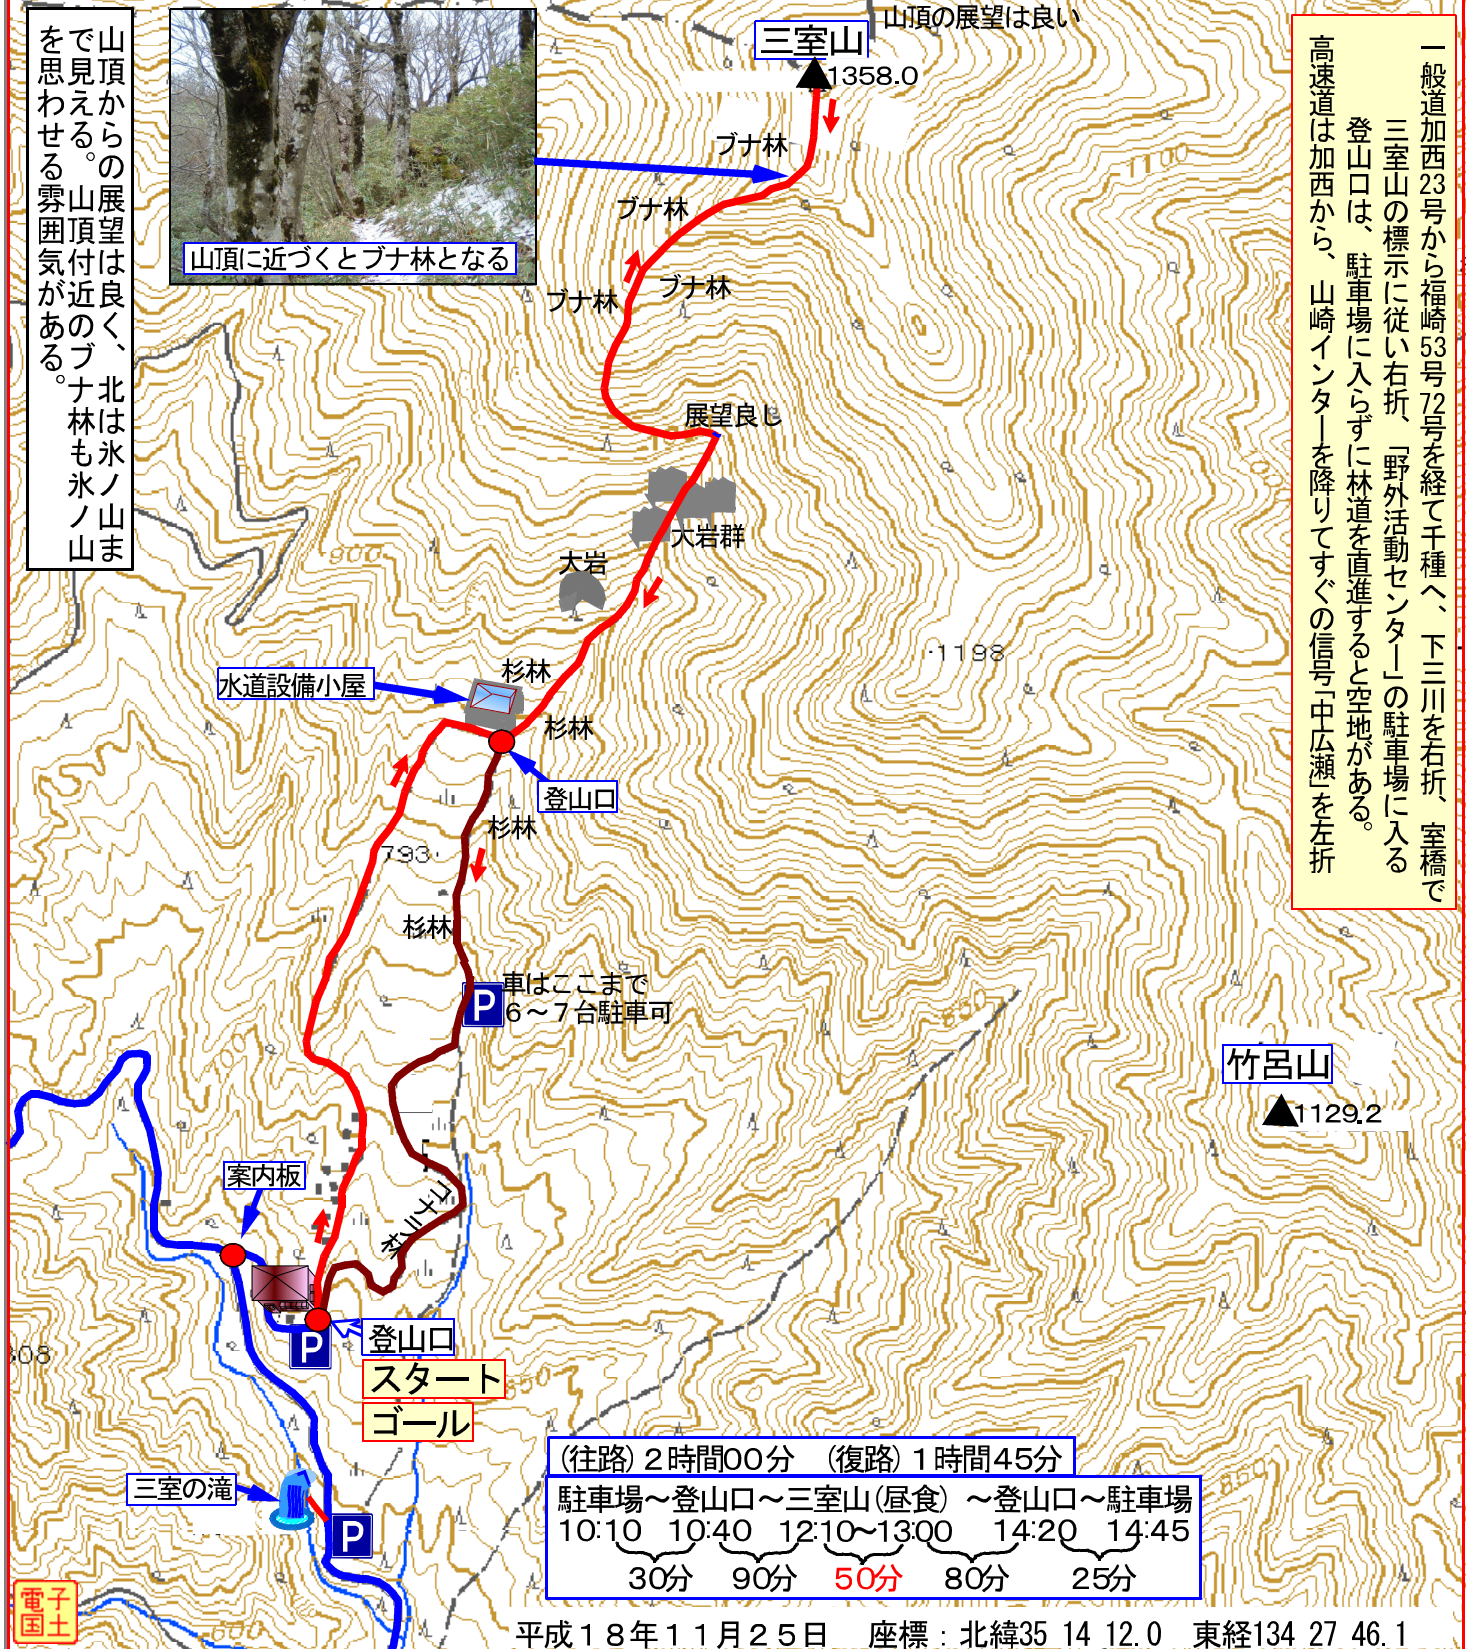 山頂の展望は良い
三室山
1358.0
一般道加西23号から福崎53号72号を経て千種へ、下三川を右折、室橋で
三室山の標示に従い右折、「野外活動センター」の駐車場に入る
登山口は、駐車場に入らずに林道を直進すると空地がある。
高速道は加西から、山崎インターを降りてすぐの信号「中広瀬」を左折
山頂からの展望は良く、北は氷ノ山ま
で見える。山頂付近のブナ林も氷ノ山
を思わせる雰囲気がある。
山頂に近づくとブナ林となる
ブナ林
ブナ林
ブナ林
ブナ林
1100
展望良し
大岩群
大岩
900
・1198
水道設備小屋
杉林
杉林
登山口
杉林
793・
杉林
P
車はここまで
6～7台駐車可
850
竹呂山
1129.2
案内板
コナラ林
登山口
P
スタート
ゴール
808
三室の滝
P
850
(往路)2時間00分 (復路)1時間45分
駐車場～登山口～三室山(昼食) ～登山口～駐車場
10:10 10:40 12:10～13:00 14:20 14:45
30分 90分 50分 80分 25分
600
電子
国土
平成18年11月25日 座標：北緯35 14 12.0 東経134 27 46.1